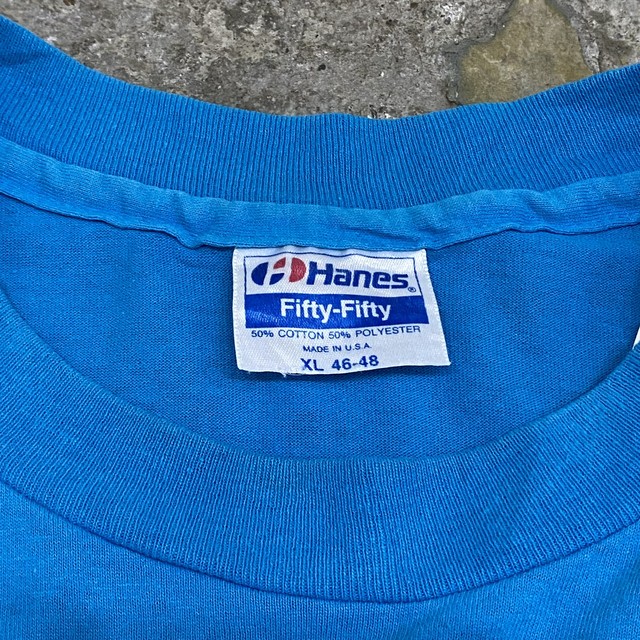 Hanes®
Fifty-Fifty
50% COTTON 50% POLYESTER
MADE IN U.S.A.
XL 46-48